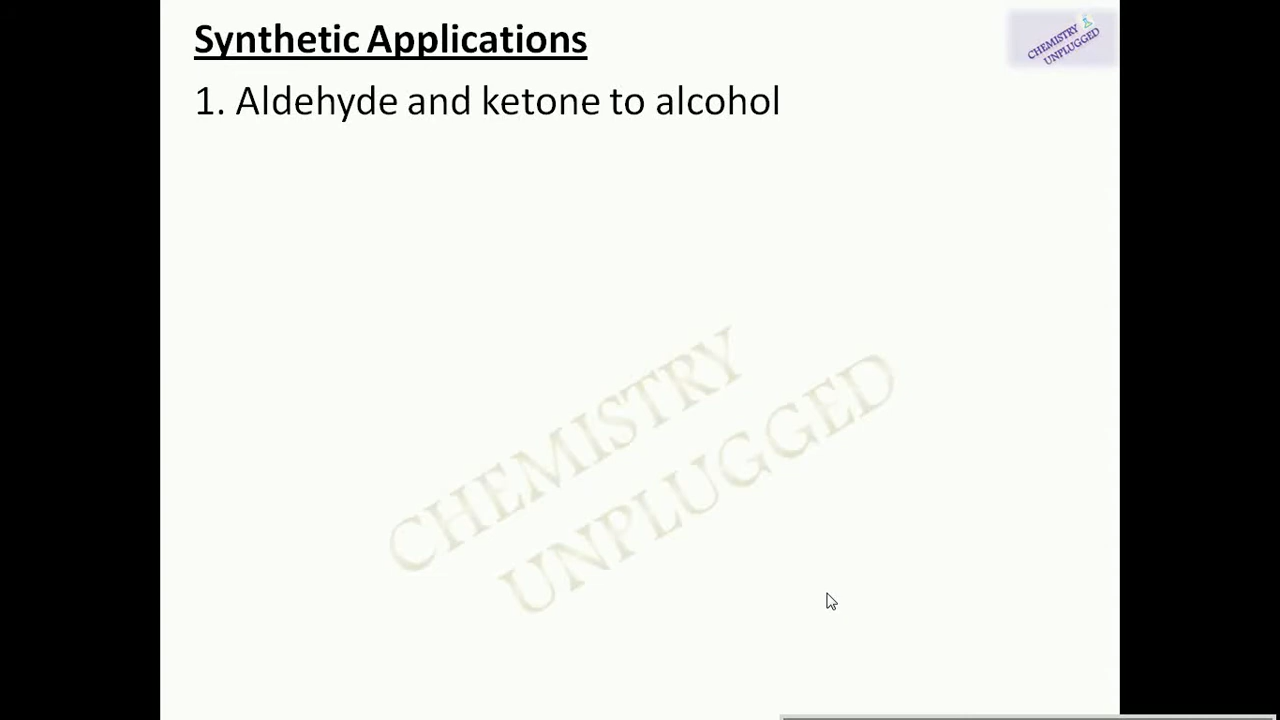 Synthetic Applications
CHEMISTRY
UNPLUGGED
1. Aldehyde and ketone to alcohol
CHEMISTRY
UNPLUGGED